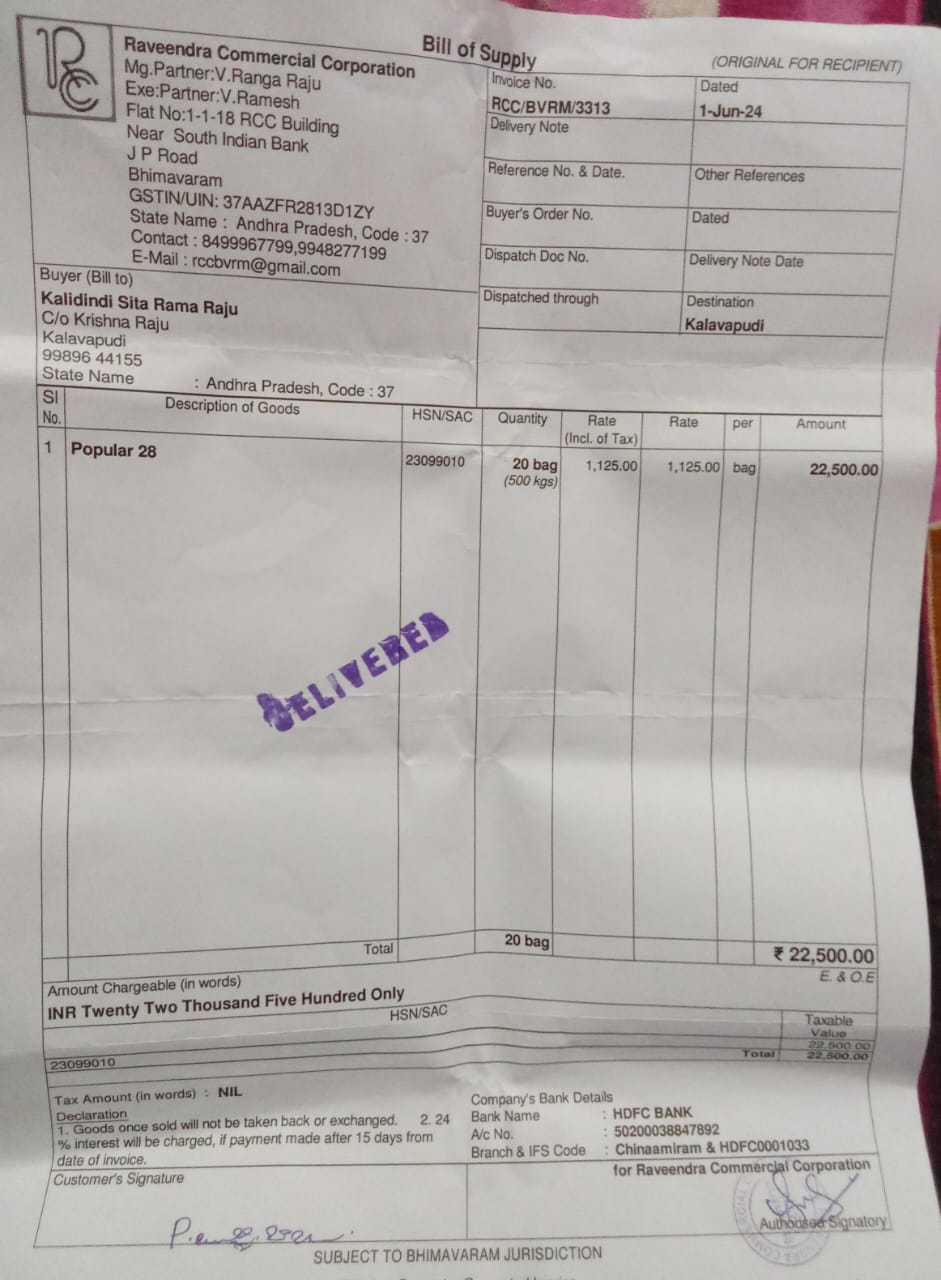 Bill of Supply
(ORIGINAL FOR RECIPIENT)
RCC
Raveendra Commercial Corporation
Mg.Partner:V.Ranga Raju
Exe:Partner:V.Ramesh
Flat No:1-1-18 RCC Building
Near South Indian Bank
J P Road
Bhimavaram
GSTIN/UIN: 37AAZFR2813D1ZY
State Name : Andhra Pradesh, Code : 37
Contact : 8499967799,9948277199
E-Mail : rccbvrm@gmail.com
Invoice No. Dated
RCC/BVRM/3313 1-Jun-24
Delivery Note
Reference No. & Date. Other References
Buyer's Order No. Dated
Dispatch Doc No. Delivery Note Date
Dispatched through Destination
Kalavapudi
Buyer (Bill to)
Kalidindi Sita Rama Raju
C/o Krishna Raju
Kalavapudi
99896 44155
State Name : Andhra Pradesh, Code : 37
Sl No. Description of Goods HSN/SAC Quantity Rate (Incl. of Tax) Rate per Amount
1 Popular 28 23099010 20 bag 1,125.00 1,125.00 bag 22,500.00
(500 kgs)
DELIVERED
Total 20 bag ₹ 22,500.00
Amount Chargeable (in words) E. & O.E
INR Twenty Two Thousand Five Hundred Only
HSN/SAC Taxable
Value
23099010 22,500.00
Total 22,500.00
Tax Amount (in words) : NIL
Declaration
1. Goods once sold will not be taken back or exchanged. 2. 24
% interest will be charged, if payment made after 15 days from
date of invoice.
Company's Bank Details
Bank Name : HDFC BANK
A/c No. : 50200038847892
Branch & IFS Code : Chinaamiram & HDFC0001033
Customer's Signature
for Raveendra Commercial Corporation
Authorised Signatory
SUBJECT TO BHIMAVARAM JURISDICTION